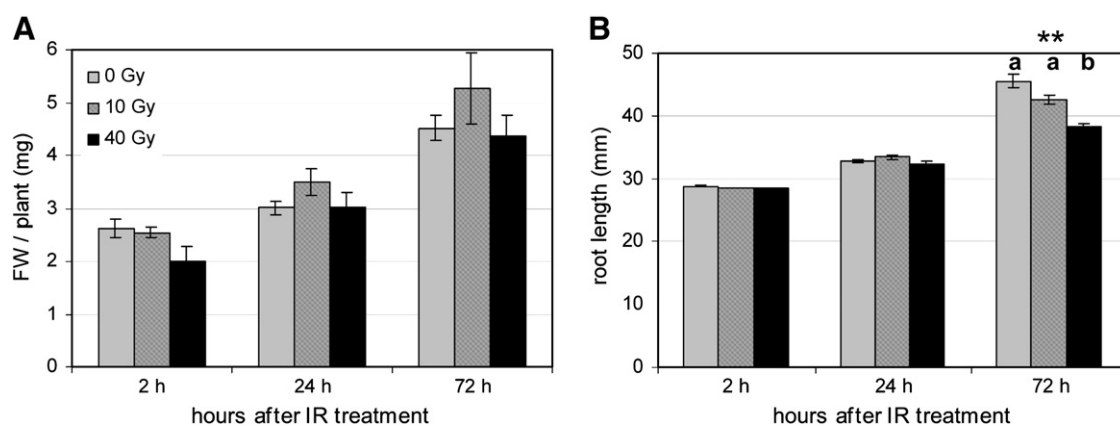 A
FW / plant (mg)
6
5
4
3
2
1
0
0 Gy
10 Gy
40 Gy
2 h 24 h 72 h
hours after IR treatment
B
root length (mm)
50
40
30
20
10
0
**
a a b
2 h 24 h 72 h
hours after IR treatment